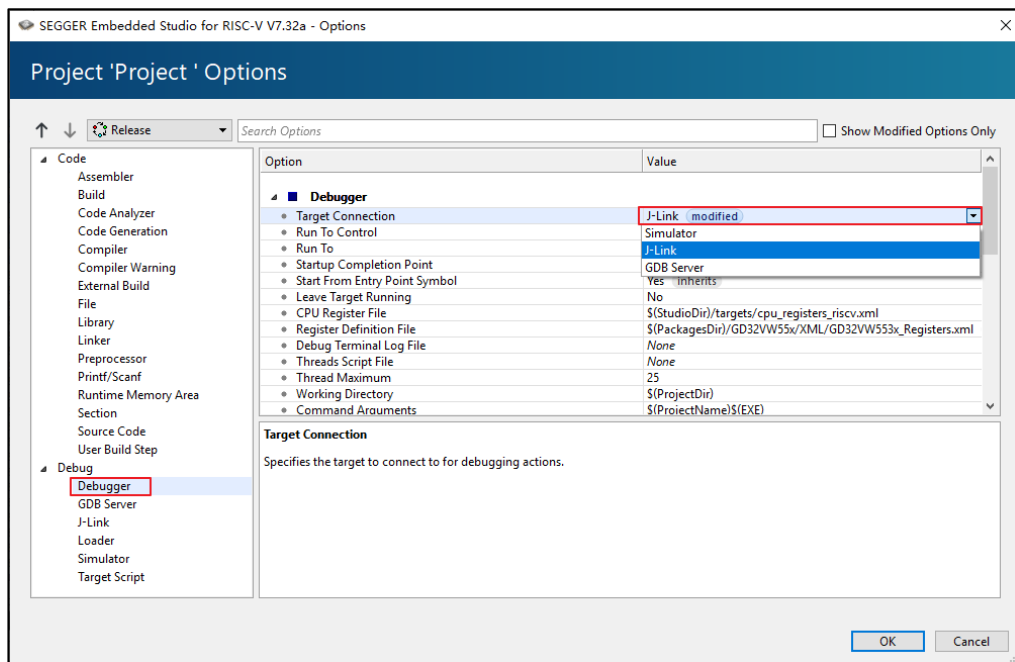 SEGGER Embedded Studio for RISC-V V7.32a - Options
Project 'Project ' Options
Release
Search Options
Show Modified Options Only
Code
Assembler
Build
Code Analyzer
Code Generation
Compiler
Compiler Warning
External Build
File
Library
Linker
Preprocessor
Printf/Scanf
Runtime Memory Area
Section
Source Code
User Build Step
Debug
Debugger
GDB Server
J-Link
Loader
Simulator
Target Script
Option Value
Debugger
Target Connection J-Link modified
Run To Control Simulator
Run To J-Link
Startup Completion Point GDB Server
Start From Entry Point Symbol Yes inherits
Leave Target Running No
CPU Register File $(StudioDir)/targets/cpu_registers_riscv.xml
Register Definition File $(PackagesDir)/GD32VW55x/XML/GD32VW553x_Registers.xml
Debug Terminal Log File None
Threads Script File None
Thread Maximum 25
Working Directory $(ProjectDir)
Command Arguments $(ProjectName)$(EXE)
Target Connection
Specifies the target to connect to for debugging actions.
OK Cancel